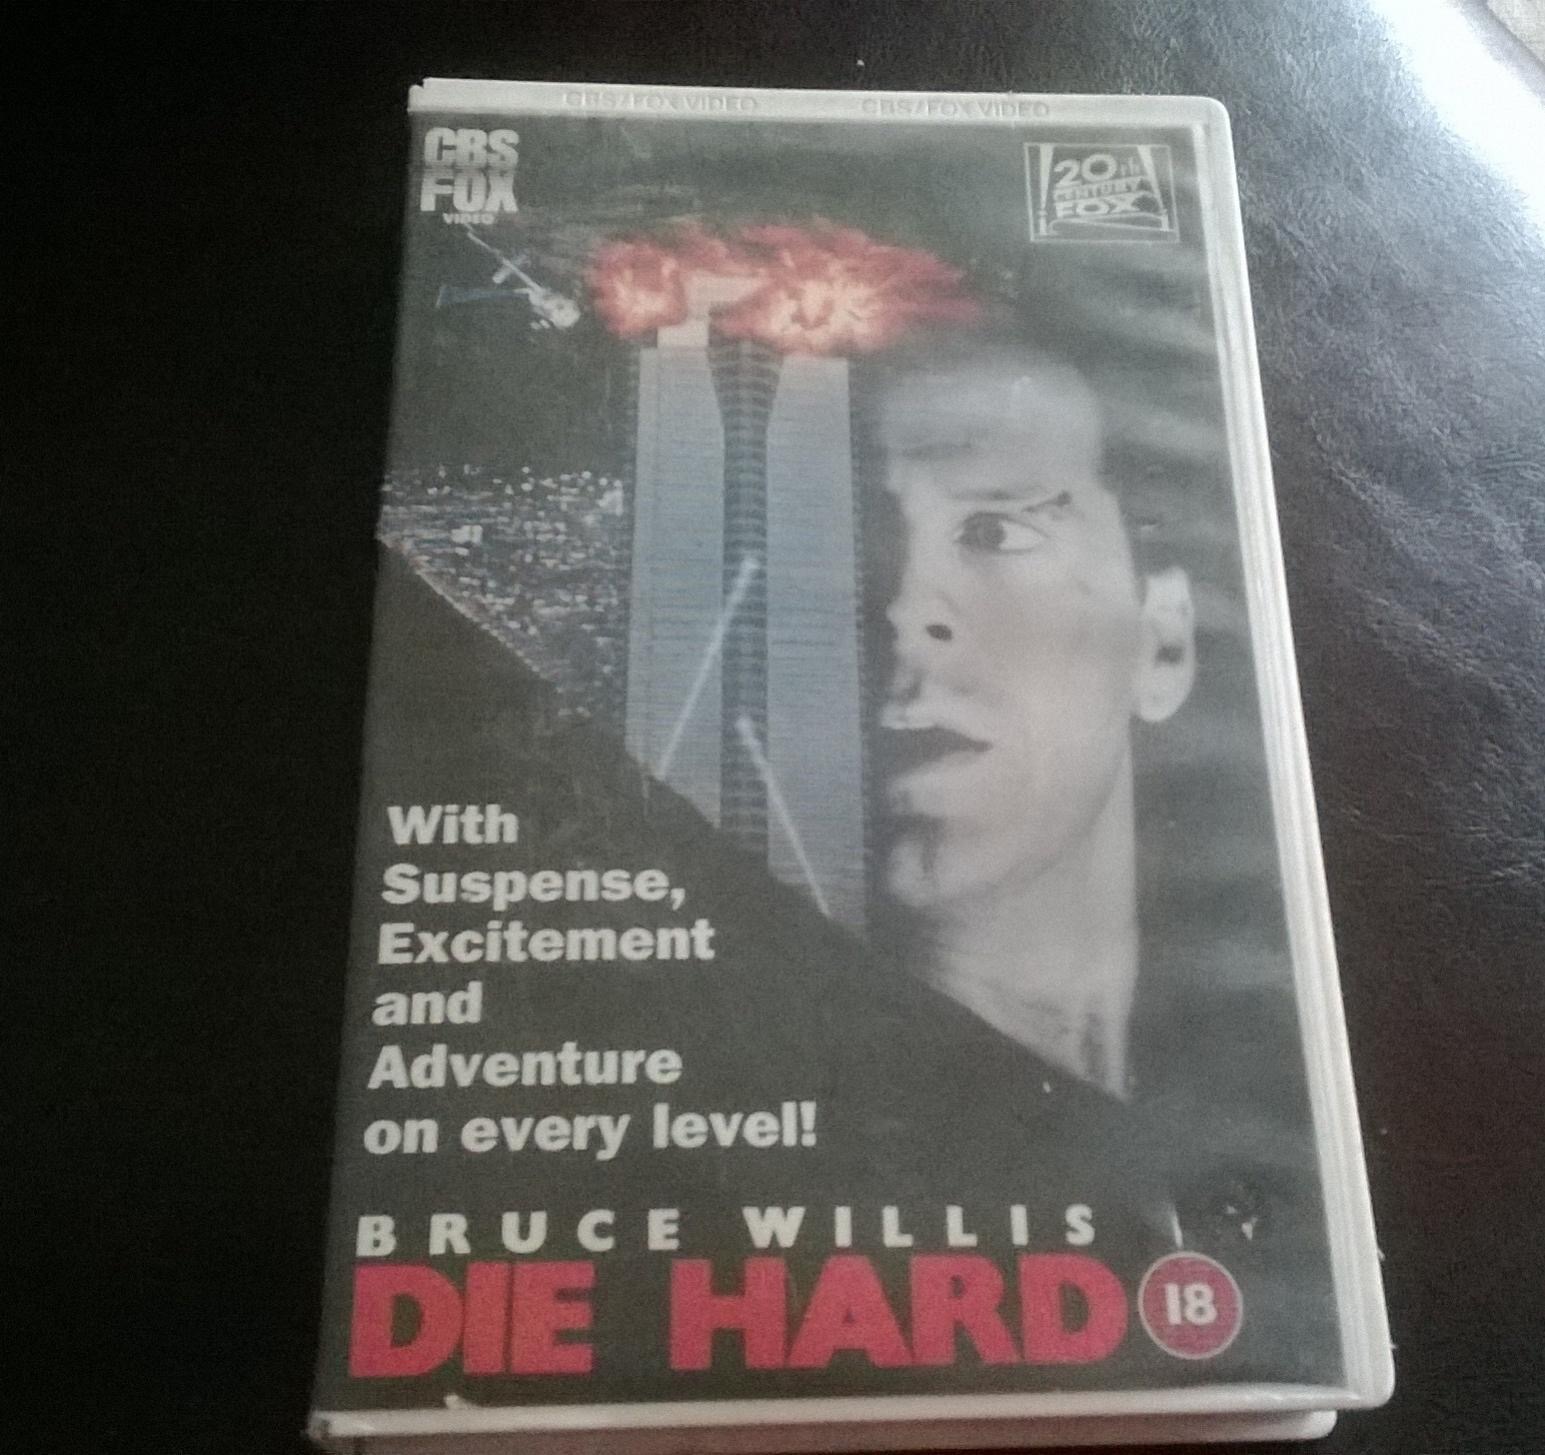 CBS/FOX VIDEO CBS/FOX VIDEO
CBS
FOX
VIDEO
20th
CENTURY
FOX
With
Suspense,
Excitement
and
Adventure
on every level!
BRUCE WILLIS
DIE HARD
18